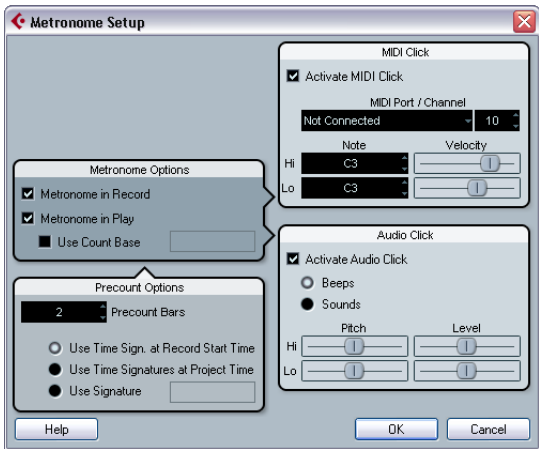 Metronome Setup
MIDI Click
Activate MIDI Click
MIDI Port / Channel
Not Connected 10
Note Velocity
Hi C3
Lo C3
Metronome Options
Metronome in Record
Metronome in Play
Use Count Base
Audio Click
Activate Audio Click
Beeps
Sounds
Pitch Level
Hi
Lo
Precount Options
2 Precount Bars
Use Time Sign. at Record Start Time
Use Time Signatures at Project Time
Use Signature
Help OK Cancel